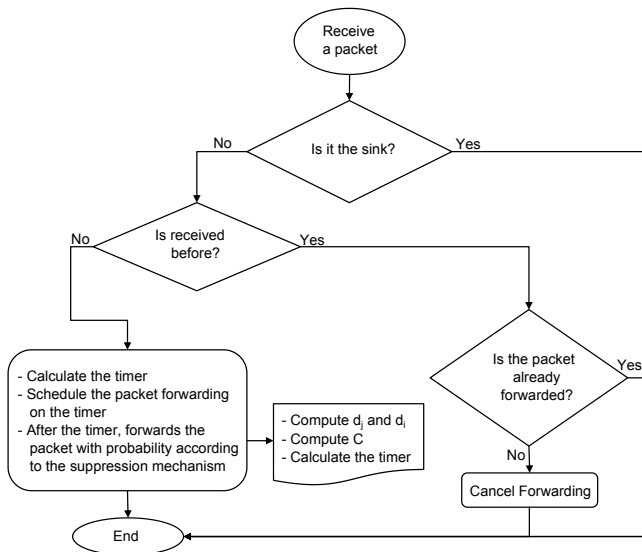 Receive
a packet
Is it the sink?
No
Yes
Is received
before?
No
Yes
- Calculate the timer
- Schedule the packet forwarding
on the timer
- After the timer, forwards the
packet with probability according
to the suppression mechanism
- Compute dj and di
- Compute C
- Calculate the timer
Is the packet
already
forwarded?
Yes
No
Cancel Forwarding
End